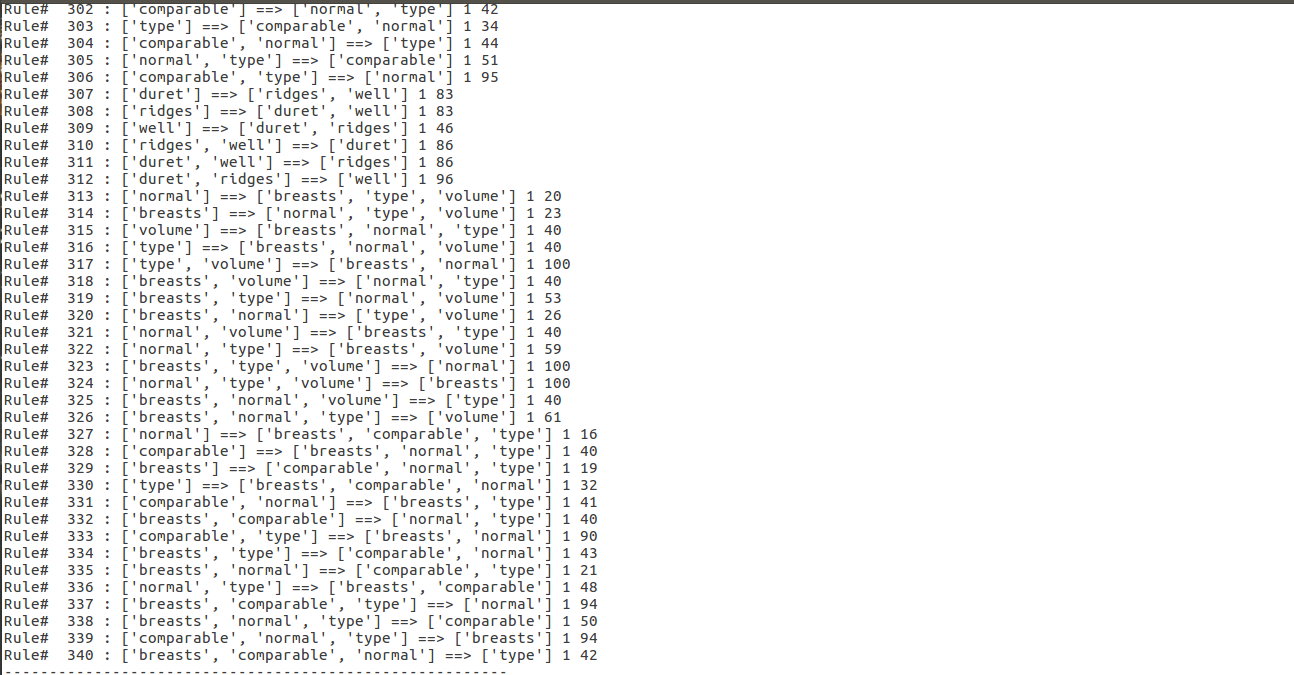 Rule#  302 : ['comparable'] ==> ['normal', 'type'] 1 42
Rule#  303 : ['type'] ==> ['comparable', 'normal'] 1 34
Rule#  304 : ['comparable', 'normal'] ==> ['type'] 1 44
Rule#  305 : ['normal', 'type'] ==> ['comparable'] 1 51
Rule#  306 : ['comparable', 'type'] ==> ['normal'] 1 95
Rule#  307 : ['duret'] ==> ['ridges', 'well'] 1 83
Rule#  308 : ['ridges'] ==> ['duret', 'well'] 1 83
Rule#  309 : ['well'] ==> ['duret', 'ridges'] 1 46
Rule#  310 : ['ridges', 'well'] ==> ['duret'] 1 86
Rule#  311 : ['duret', 'well'] ==> ['ridges'] 1 86
Rule#  312 : ['duret', 'ridges'] ==> ['well'] 1 96
Rule#  313 : ['normal'] ==> ['breasts', 'type', 'volume'] 1 20
Rule#  314 : ['breasts'] ==> ['normal', 'type', 'volume'] 1 23
Rule#  315 : ['volume'] ==> ['breasts', 'normal', 'type'] 1 40
Rule#  316 : ['type'] ==> ['breasts', 'normal', 'volume'] 1 40
Rule#  317 : ['type', 'volume'] ==> ['breasts', 'normal'] 1 100
Rule#  318 : ['breasts', 'volume'] ==> ['normal', 'type'] 1 40
Rule#  319 : ['breasts', 'type'] ==> ['normal', 'volume'] 1 53
Rule#  320 : ['breasts', 'normal'] ==> ['type', 'volume'] 1 26
Rule#  321 : ['normal', 'volume'] ==> ['breasts', 'type'] 1 40
Rule#  322 : ['normal', 'type'] ==> ['breasts', 'volume'] 1 59
Rule#  323 : ['breasts', 'type', 'volume'] ==> ['normal'] 1 100
Rule#  324 : ['normal', 'type', 'volume'] ==> ['breasts'] 1 100
Rule#  325 : ['breasts', 'normal', 'volume'] ==> ['type'] 1 40
Rule#  326 : ['breasts', 'normal', 'type'] ==> ['volume'] 1 61
Rule#  327 : ['normal'] ==> ['breasts', 'comparable', 'type'] 1 16
Rule#  328 : ['comparable'] ==> ['breasts', 'normal', 'type'] 1 40
Rule#  329 : ['breasts'] ==> ['comparable', 'normal', 'type'] 1 19
Rule#  330 : ['type'] ==> ['breasts', 'comparable', 'normal'] 1 32
Rule#  331 : ['comparable', 'normal'] ==> ['breasts', 'type'] 1 41
Rule#  332 : ['breasts', 'comparable'] ==> ['normal', 'type'] 1 40
Rule#  333 : ['comparable', 'type'] ==> ['breasts', 'normal'] 1 90
Rule#  334 : ['breasts', 'type'] ==> ['comparable', 'normal'] 1 43
Rule#  335 : ['breasts', 'normal'] ==> ['comparable', 'type'] 1 21
Rule#  336 : ['normal', 'type'] ==> ['breasts', 'comparable'] 1 48
Rule#  337 : ['breasts', 'comparable', 'type'] ==> ['normal'] 1 94
Rule#  338 : ['breasts', 'normal', 'type'] ==> ['comparable'] 1 50
Rule#  339 : ['comparable', 'normal', 'type'] ==> ['breasts'] 1 94
Rule#  340 : ['breasts', 'comparable', 'normal'] ==> ['type'] 1 42
--------------------------------------------------------